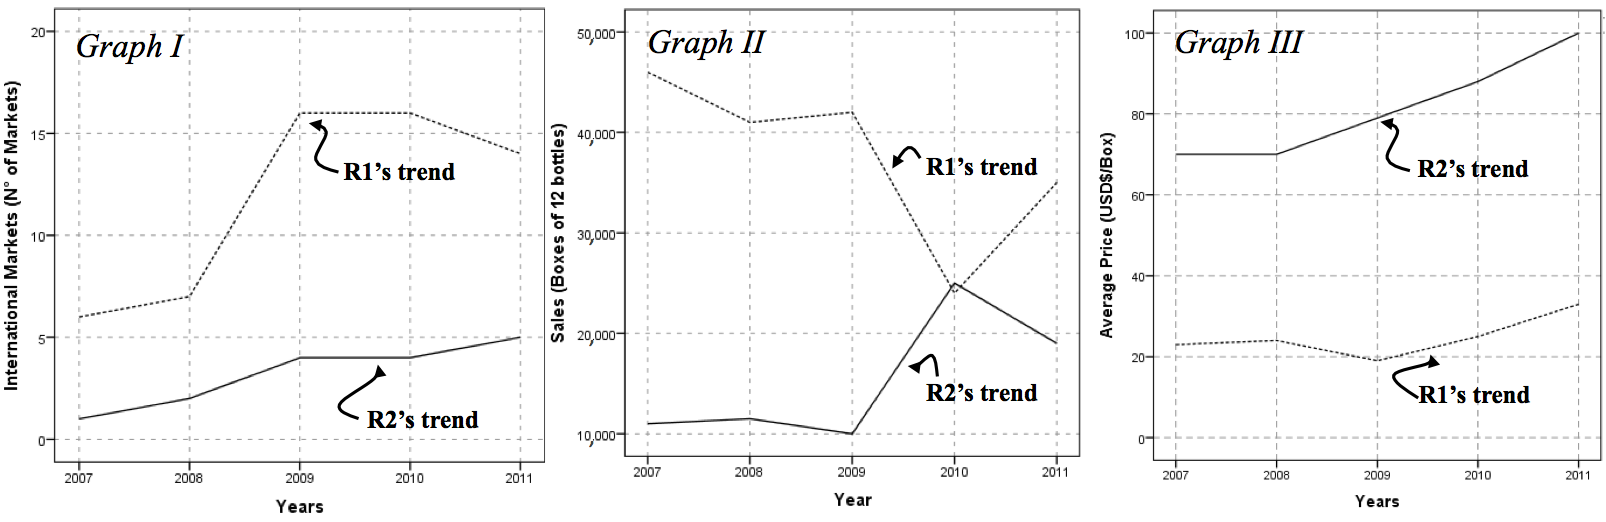 Graph I
International Markets (N° of Markets)
20
15
10
5
0
R1's trend
R2's trend
2007 2008 2009 2010 2011
Years
Graph II
Sales (Boxes of 12 bottles)
50,000
40,000
30,000
20,000
10,000
R1's trend
R2's trend
2007 2008 2009 2010 2011
Year
Graph III
Average Price (USD$/Box)
100
80
60
40
20
0
R2's trend
R1's trend
2007 2008 2009 2010 2011
Years